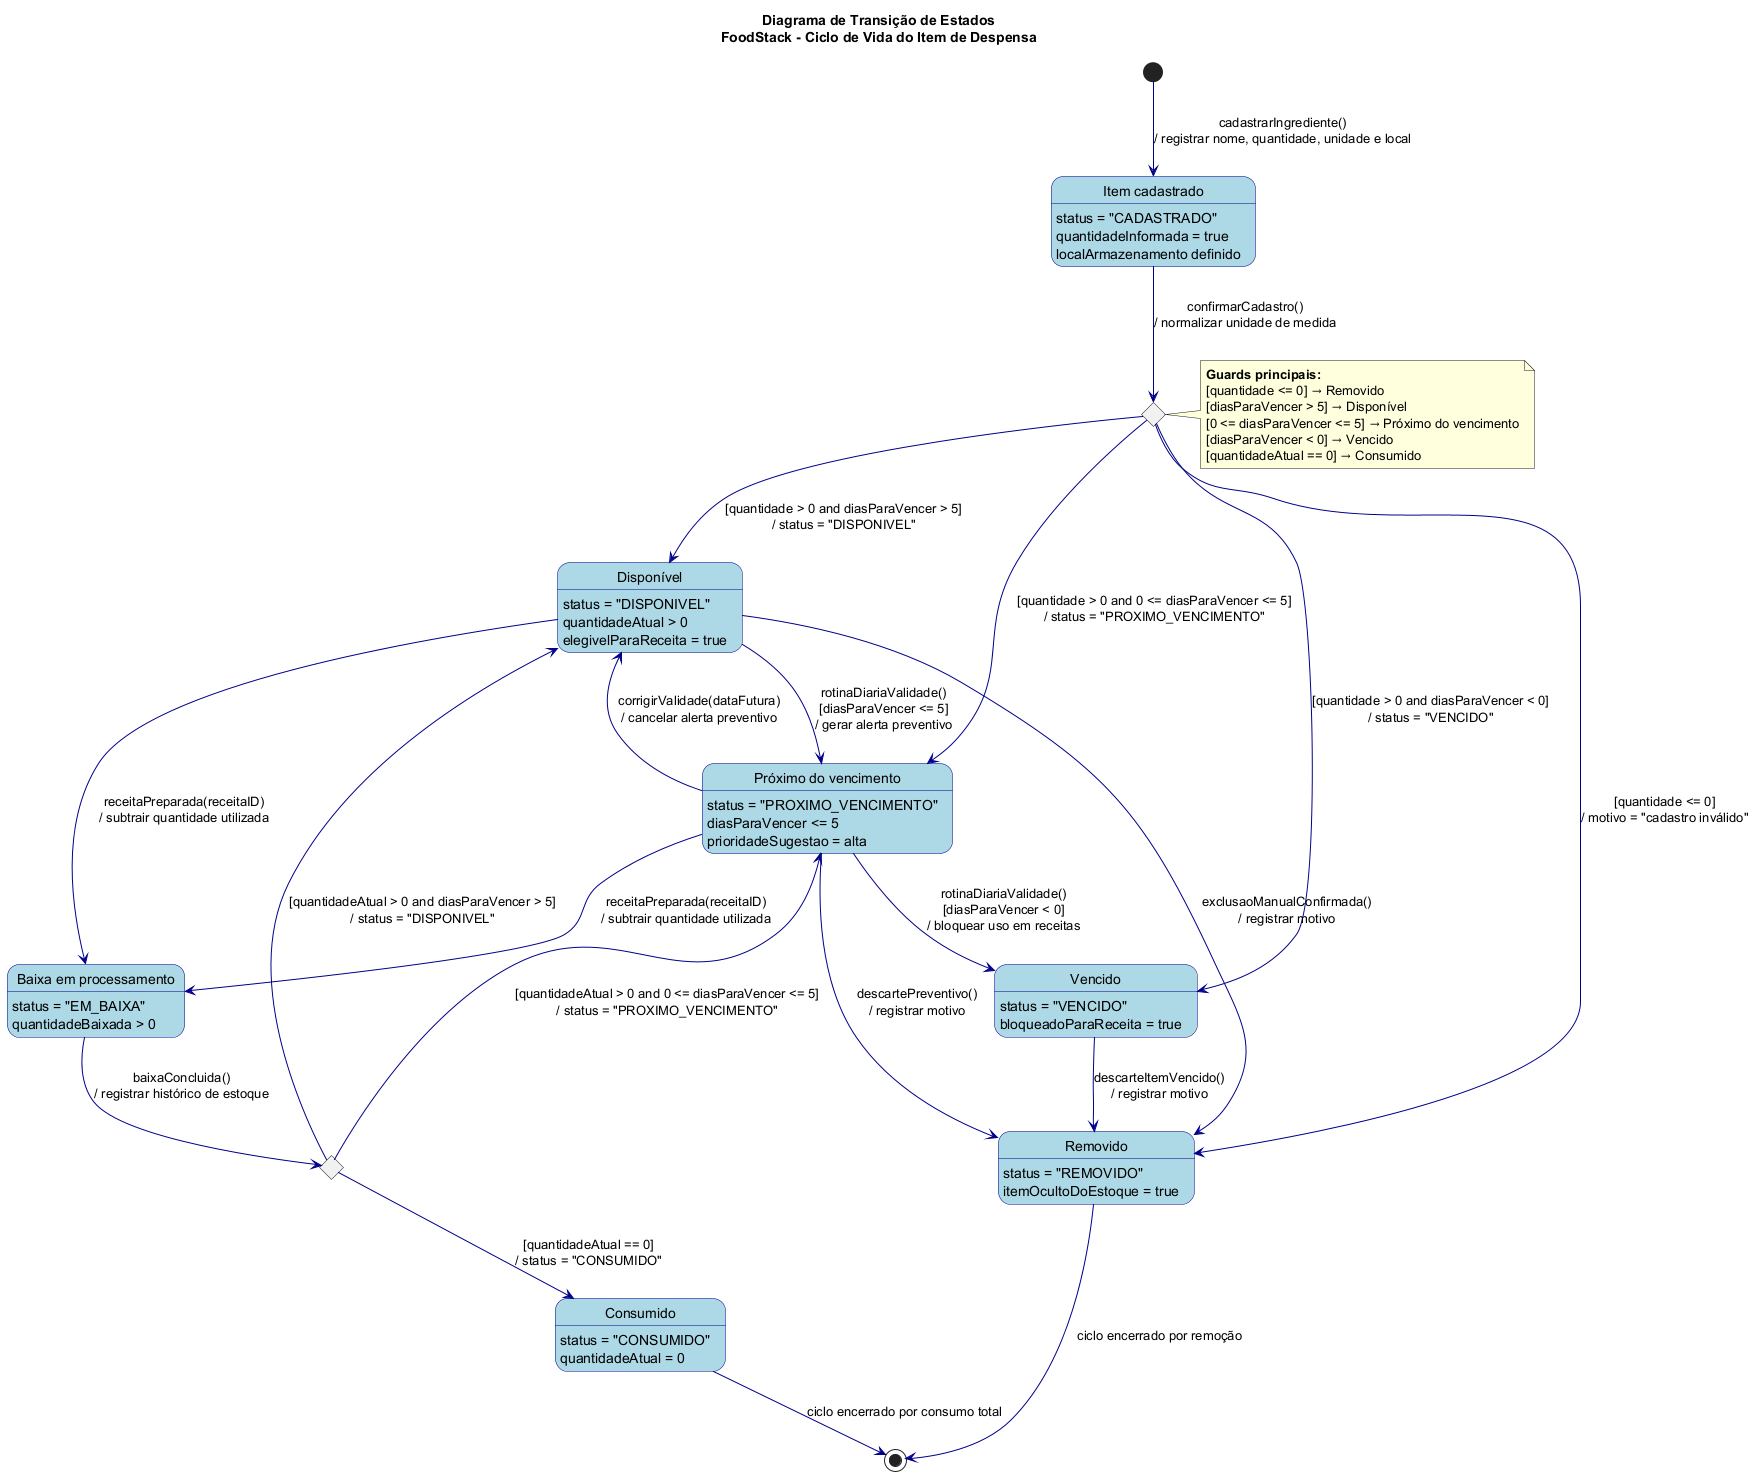 Diagrama de Transição de Estados
FoodStack - Ciclo de Vida do Item de Despensa
cadastrarIngrediente()
/ registrar nome, quantidade, unidade e local
Item cadastrado
status = "CADASTRADO"
quantidadeInformada = true
localArmazenamento definido
confirmarCadastro()
/ normalizar unidade de medida
Guards principais:
[quantidade <= 0] → Removido
[diasParaVencer > 5] → Disponível
[0 <= diasParaVencer <= 5] → Próximo do vencimento
[diasParaVencer < 0] → Vencido
[quantidadeAtual == 0] → Consumido
[quantidade > 0 and diasParaVencer > 5]
/ status = "DISPONIVEL"
Disponível
status = "DISPONIVEL"
quantidadeAtual > 0
elegivelParaReceita = true
[quantidade > 0 and 0 <= diasParaVencer <= 5]
/ status = "PROXIMO_VENCIMENTO"
corrigirValidade(dataFutura)
/ cancelar alerta preventivo
rotinaDiariaValidade()
[diasParaVencer <= 5]
/ gerar alerta preventivo
[quantidade > 0 and diasParaVencer < 0]
/ status = "VENCIDO"
Próximo do vencimento
status = "PROXIMO_VENCIMENTO"
diasParaVencer <= 5
prioridadeSugestao = alta
receitaPreparada(receitaID)
/ subtrair quantidade utilizada
[quantidade <= 0]
/ motivo = "cadastro inválido"
[quantidadeAtual > 0 and diasParaVencer > 5]
/ status = "DISPONIVEL"
receitaPreparada(receitaID)
/ subtrair quantidade utilizada
rotinaDiariaValidade()
[diasParaVencer < 0]
/ bloquear uso em receitas
exclusaoManualConfirmada()
/ registrar motivo
Baixa em processamento
status = "EM_BAIXA"
quantidadeBaixada > 0
[quantidadeAtual > 0 and 0 <= diasParaVencer <= 5]
/ status = "PROXIMO_VENCIMENTO"
descartePreventivo()
/ registrar motivo
Vencido
status = "VENCIDO"
bloqueadoParaReceita = true
baixaConcluida()
/ registrar histórico de estoque
descarteItemVencido()
/ registrar motivo
Removido
status = "REMOVIDO"
itemOcultoDoEstoque = true
[quantidadeAtual == 0]
/ status = "CONSUMIDO"
Consumido
status = "CONSUMIDO"
quantidadeAtual = 0
ciclo encerrado por remoção
ciclo encerrado por consumo total